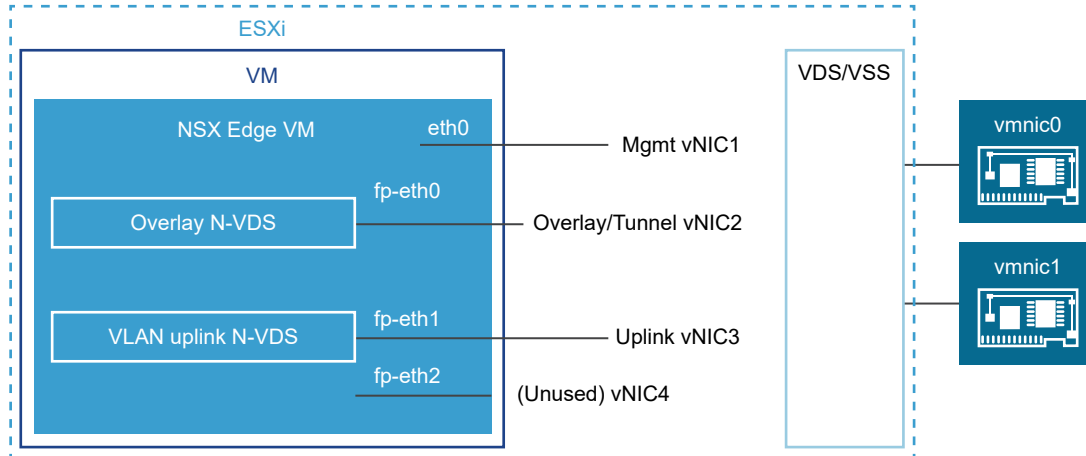 ESXi
VM
VDS/VSS
NSX Edge VM
eth0
Mgmt vNIC1
vmnic0
fp-eth0
Overlay N-VDS
Overlay/Tunnel vNIC2
vmnic1
fp-eth1
VLAN uplink N-VDS
Uplink vNIC3
fp-eth2
(Unused) vNIC4